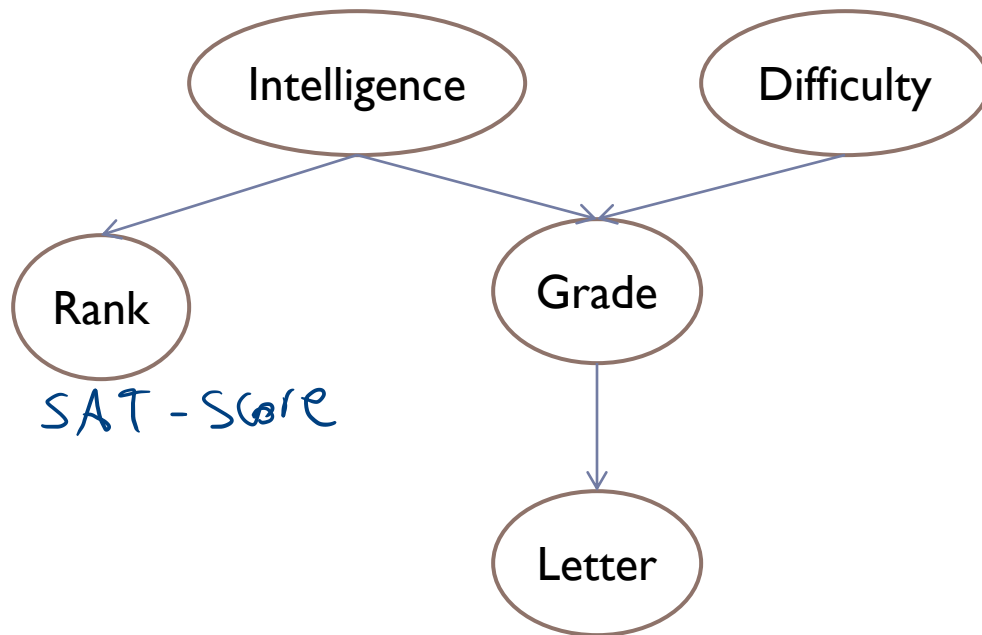 Intelligence
Difficulty
Rank
Grade
SAT - Score
Letter